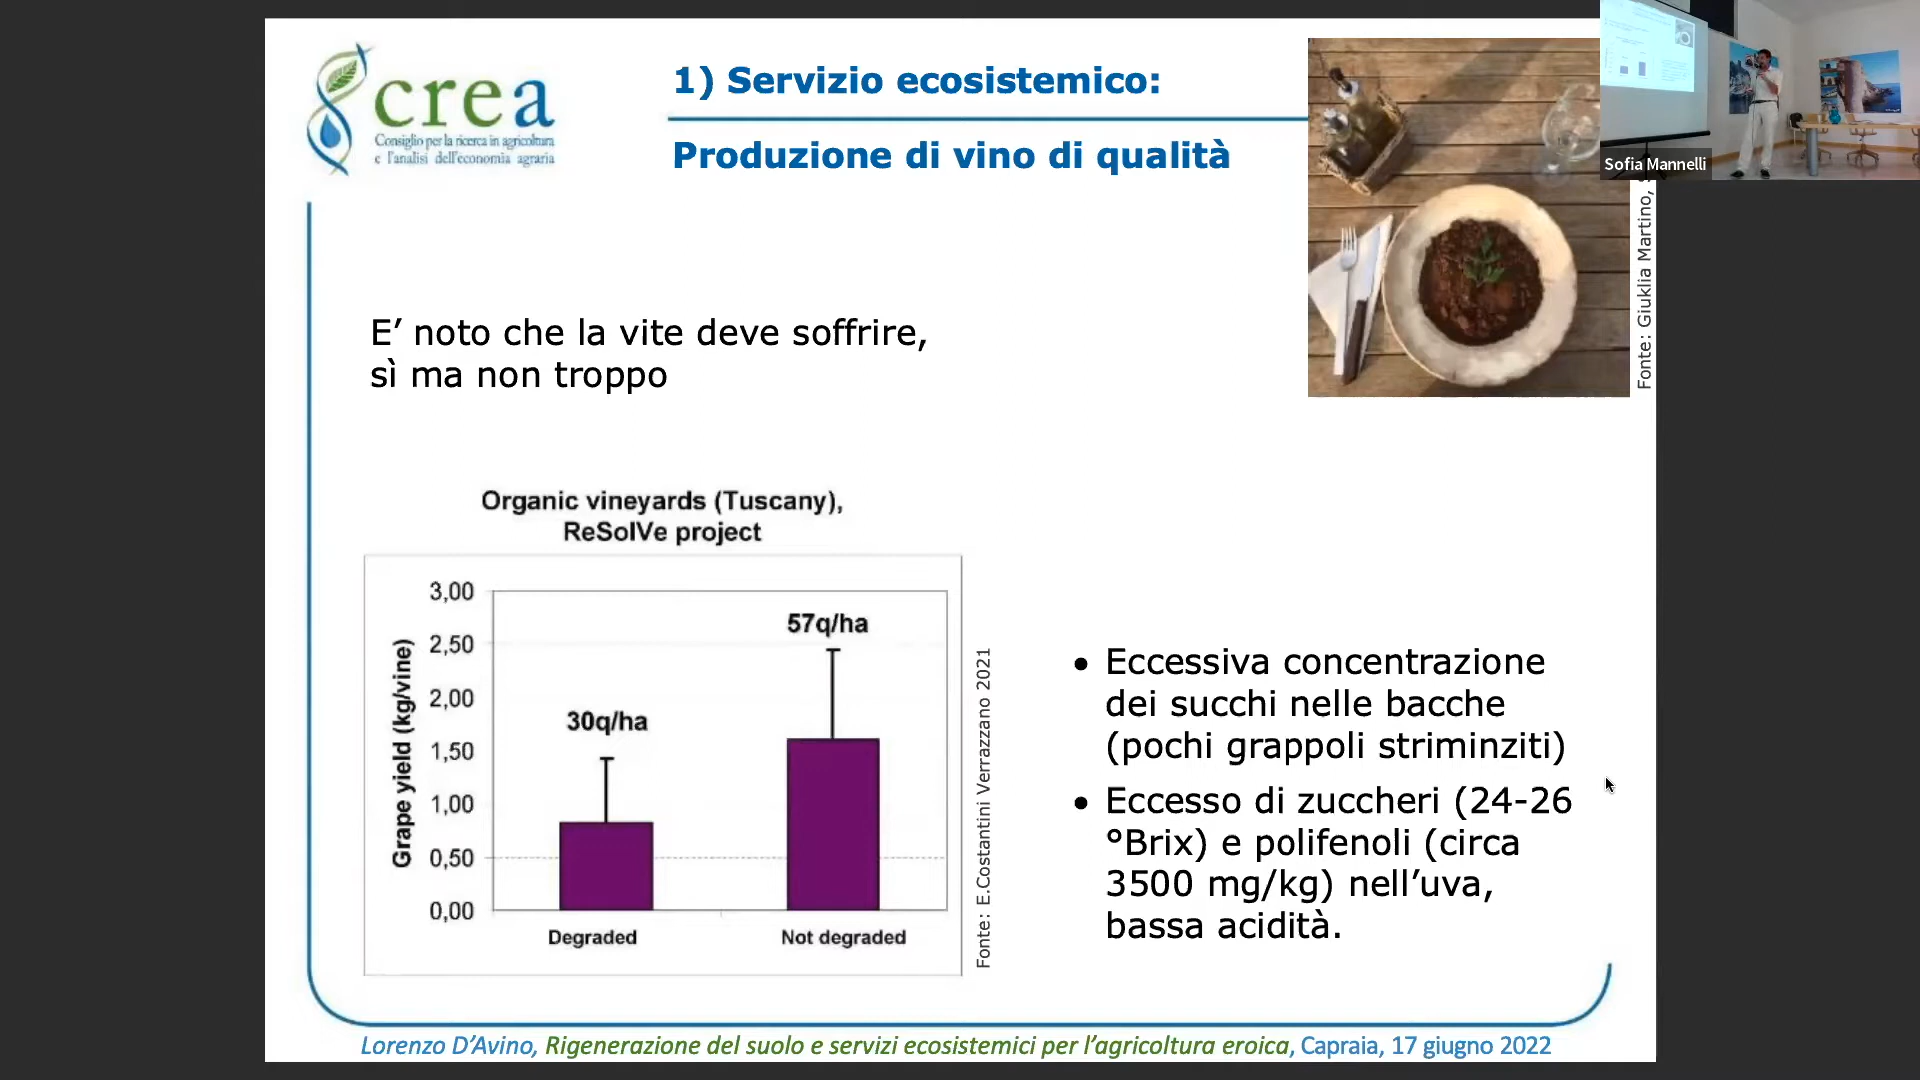 crea
Consiglio per la ricerca in agricoltura
e l'analisi dell'economia agraria
1) Servizio ecosistemico:
Produzione di vino di qualità
Sofia Mannelli
Fonte: Giuklia Martino,
E’ noto che la vite deve soffrire,
sì ma non troppo
Organic vineyards (Tuscany),
ReSolVe project
Grape yield (kg/vine)
3,00
2,50
2,00
1,50
1,00
0,50
0,00
30q/ha
57q/ha
Degraded
Not degraded
Fonte: E.Costantini Verrazzano 2021
• Eccessiva concentrazione
dei succhi nelle bacche
(pochi grappoli striminziti)
• Eccesso di zuccheri (24-26
°Brix) e polifenoli (circa
3500 mg/kg) nell’uva,
bassa acidità.
Lorenzo D’Avino, Rigenerazione del suolo e servizi ecosistemici per l’agricoltura eroica, Capraia, 17 giugno 2022